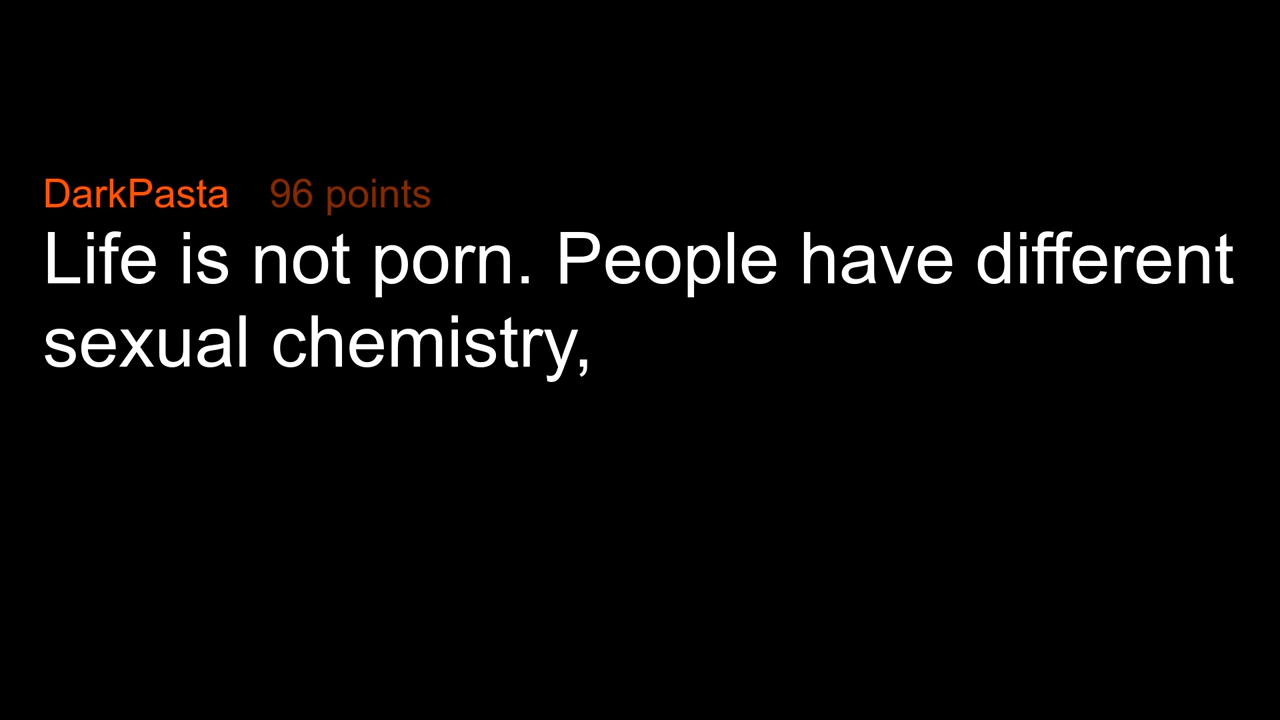 DarkPasta 96 points
Life is not porn. People have different
sexual chemistry,